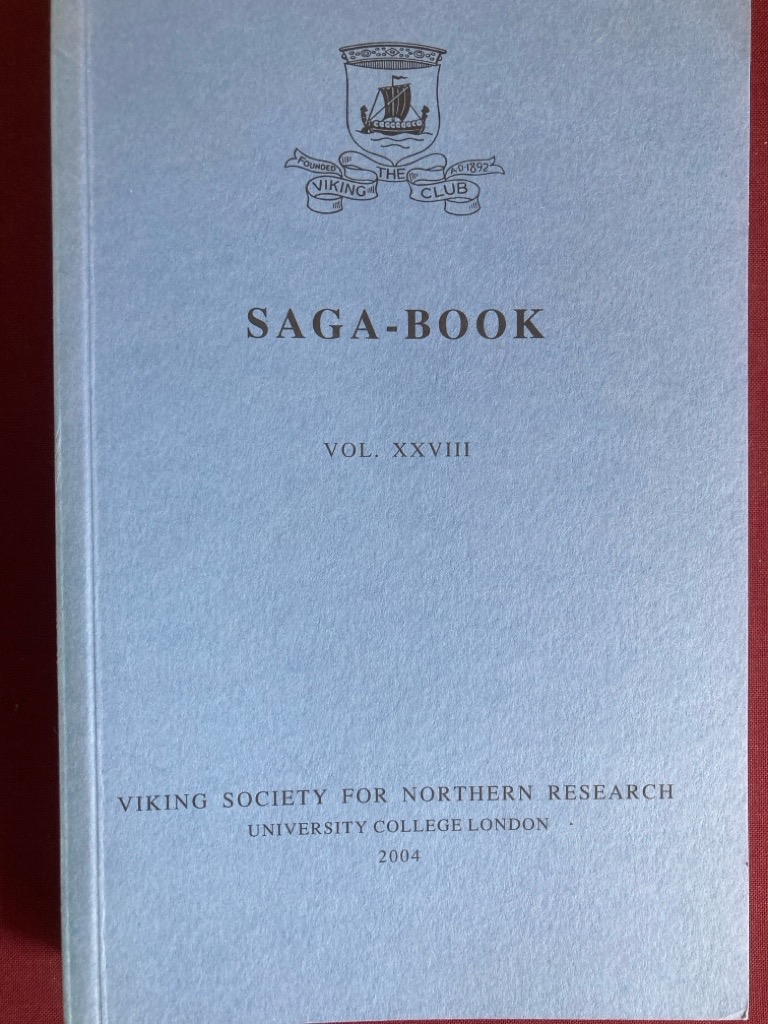 FOUNDED THE A.D. 1892
VIKING CLUB
SAGA-BOOK
VOL. XXVIII
VIKING SOCIETY FOR NORTHERN RESEARCH
UNIVERSITY COLLEGE LONDON
2004